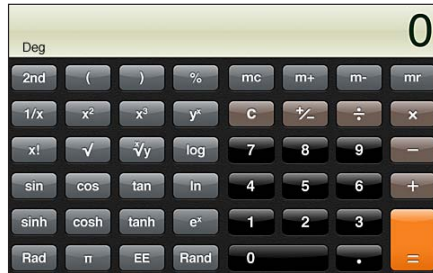 0
Deg
2nd ( ) % mc m+ m- mr
1/x x² x³ yˣ C +/− ÷ ×
x! √ ˣ√y log 7 8 9 −
sin cos tan ln 4 5 6 +
sinh cosh tanh eˣ 1 2 3
Rad π EE Rand 0 . =